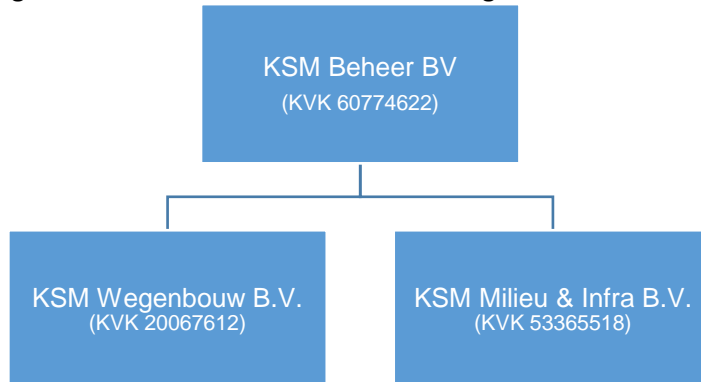 KSM Beheer BV
(KVK 60774622)
KSM Wegenbouw B.V.
(KVK 20067612)
KSM Milieu & Infra B.V.
(KVK 53365518)